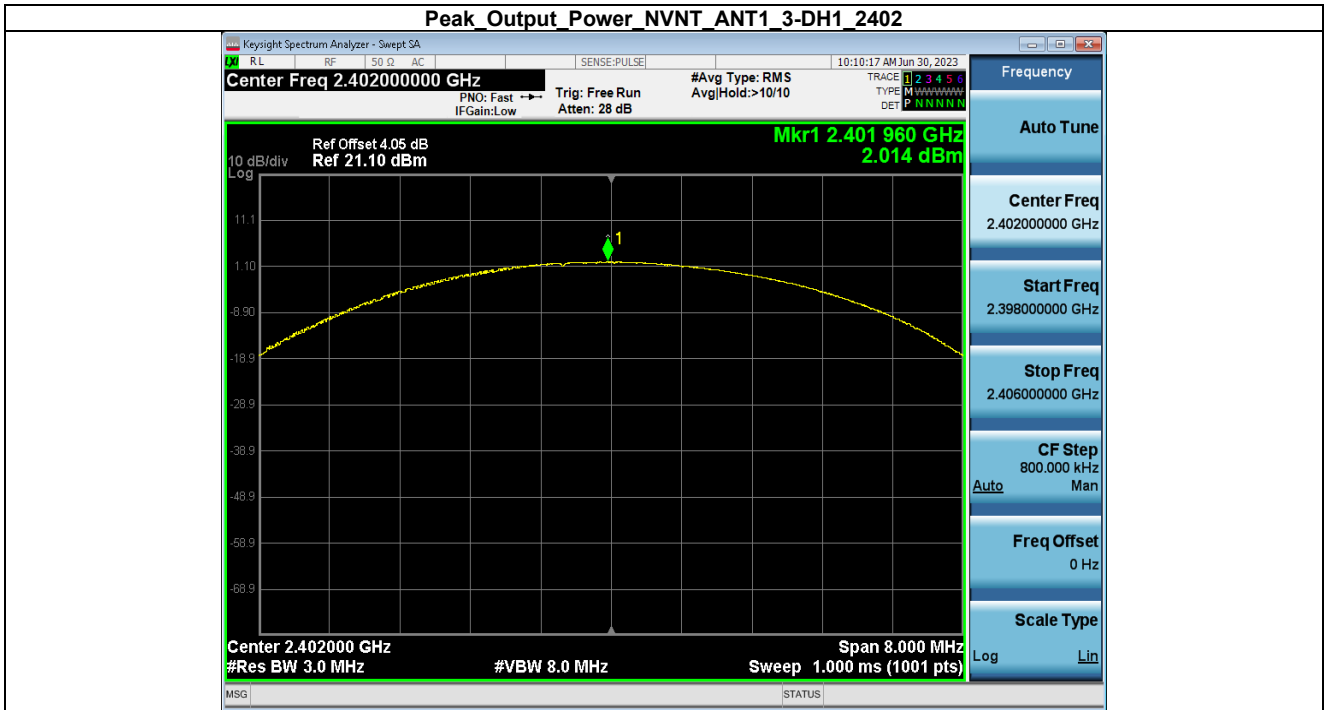 Peak_Output_Power_NVNT_ANT1_3-DH1_2402
Keysight Spectrum Analyzer - Swept SA
LXI RL RF 50 Ω AC SENSE:PULSE 10:10:17 AM Jun 30, 2023
Center Freq 2.402000000 GHz
PNO: Fast
IFGain:Low
Trig: Free Run
Atten: 28 dB
#Avg Type: RMS
Avg|Hold:>10/10
TRACE 1 2 3 4 5 6
TYPE M WWWWW
DET P N N N N N
Ref Offset 4.05 dB
10 dB/div Ref 21.10 dBm
Log
Mkr1 2.401 960 GHz
2.014 dBm
11.1
1.10
-8.90
-18.9
-28.9
-38.9
-48.9
-58.9
-68.9
1
Center 2.402000 GHz Span 8.000 MHz
#Res BW 3.0 MHz #VBW 8.0 MHz Sweep 1.000 ms (1001 pts)
MSG STATUS
Frequency
Auto Tune
Center Freq
2.402000000 GHz
Start Freq
2.398000000 GHz
Stop Freq
2.406000000 GHz
CF Step
800.000 kHz
Auto Man
Freq Offset
0 Hz
Scale Type
Log Lin